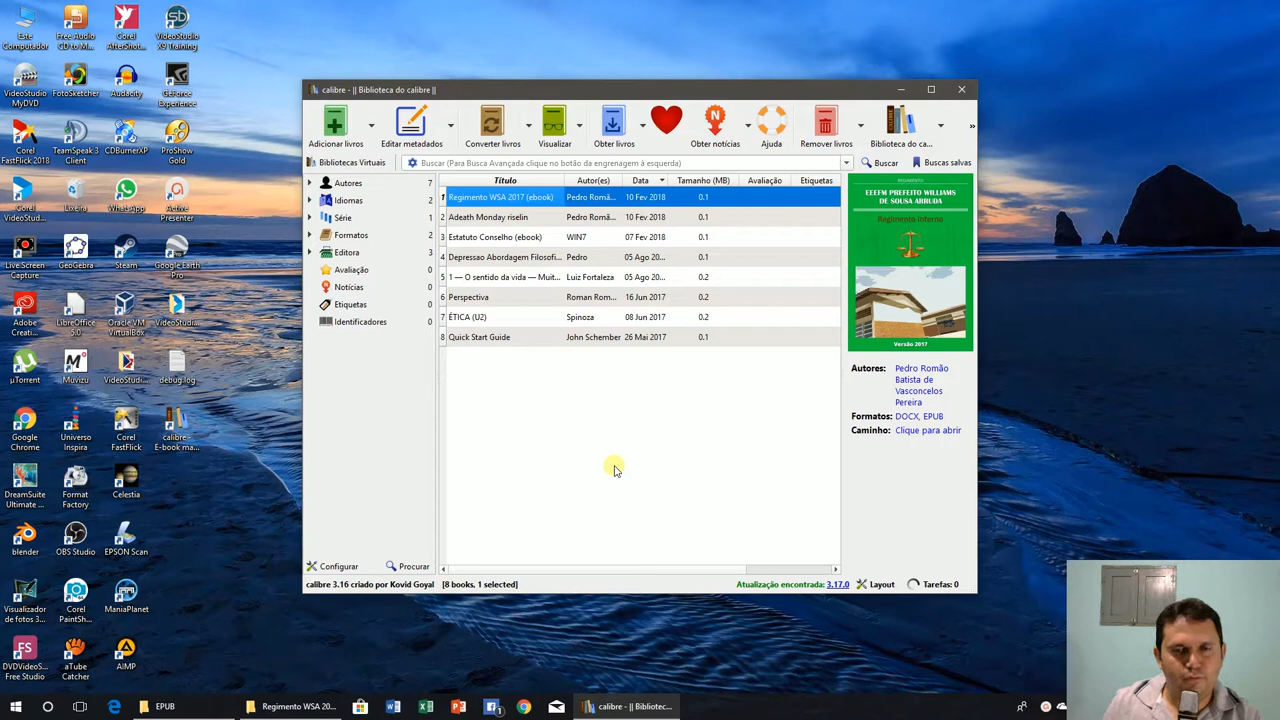 Este Computador
Free Audio CD to M...
Corel AfterShot...
VideoStudio X9 Training
VideoStudio MyDVD
FotoSketcher
Audacity
GeForce Experience
Corel FastFlick 2018
TeamSpeak 3 Client
CDBurnerXP
ProShow Gold
Corel VideoStud...
Lixeira
WhatsApp
Active Presenter
Live Screen Capture
GeoGebra
Steam
Google Earth Pro
Adobe Creati...
LibreOffice 5.0
Oracle VM VirtualBox
VideoStudi...
µTorrent
Muvizu
VideoStudi...
debug.log
Google Chrome
Universo Inspira
Corel FastFlick
calibre - E-book ma...
DreamSuite Ultimate ...
Format Factory
Celestia
blender
OBS Studio
EPSON Scan
Visualizador de fotos 3...
Corel PaintSh...
ManiaPlanet
DVDVideoS... Free Studio
aTube Catcher
AIMP
calibre - || Biblioteca do calibre ||
Adicionar livros
Editar metadados
Converter livros
Visualizar
Obter livros
Obter notícias
Ajuda
Remover livros
Biblioteca do ca...
»
Bibliotecas Virtuais
Buscar (Para Busca Avançada clique no botão da engrenagem à esquerda)
Buscar
Buscas salvas
Autores 7
Idiomas 2
Série 1
Formatos 2
Editora 3
Avaliação 0
Notícias 0
Etiquetas 0
Identificadores 0
Título Autor(es) Data Tamanho (MB) Avaliação Etiquetas
1 Regimento WSA 2017 (ebook) Pedro Romã... 10 Fev 2018 0.1
2 Adeath Monday riselin Pedro Romã... 10 Fev 2018 0.1
3 Estatuto Conselho (ebook) WIN7 07 Fev 2018 0.1
4 Depressao Abordagem Filosofi... Pedro 05 Ago 20... 0.1
5 1 — O sentido da vida — Muit... Luiz Fortaleza 05 Ago 20... 0.2
6 Perspectiva Roman Rom... 16 Jun 2017 0.2
7 ÉTICA (U2) Spinoza 08 Jun 2017 0.2
8 Quick Start Guide John Schember 26 Mai 2017 0.1
REGIMENTO
EEEFM PREFEITO WILLIAMS
DE SOUSA ARRUDA
Regimento Interno
Versão 2017
Autores: Pedro Romão
Batista de
Vasconcelos
Pereira
Formatos: DOCX, EPUB
Caminho: Clique para abrir
Configurar
Procurar
calibre 3.16 criado por Kovid Goyal [8 books, 1 selected]
Atualização encontrada: 3.17.0
Layout
Tarefas: 0
EPUB
Regimento WSA 20...
1
calibre - || Bibliotec...